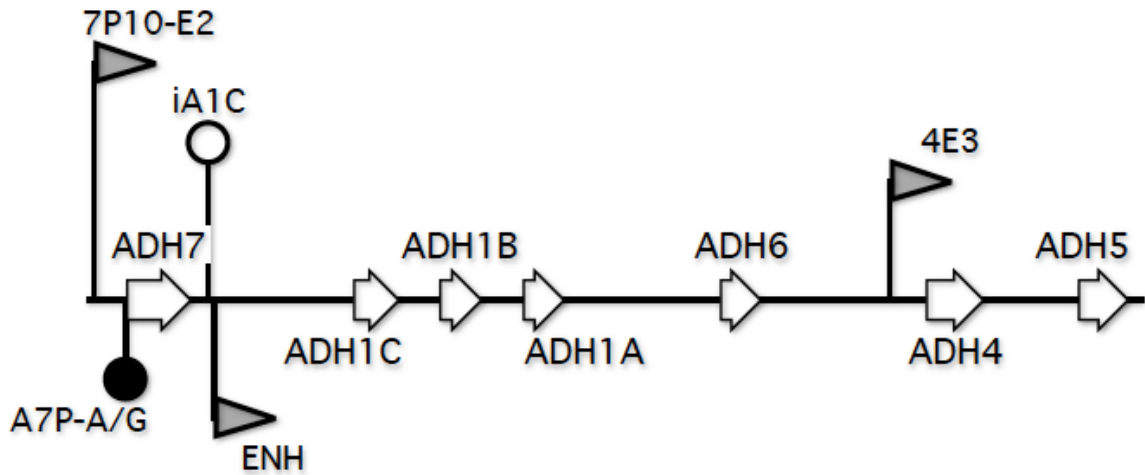 7P10-E2
iA1C
4E3
ADH7
ADH1B
ADH6
ADH5
ADH1C
ADH1A
ADH4
A7P-A/G
ENH